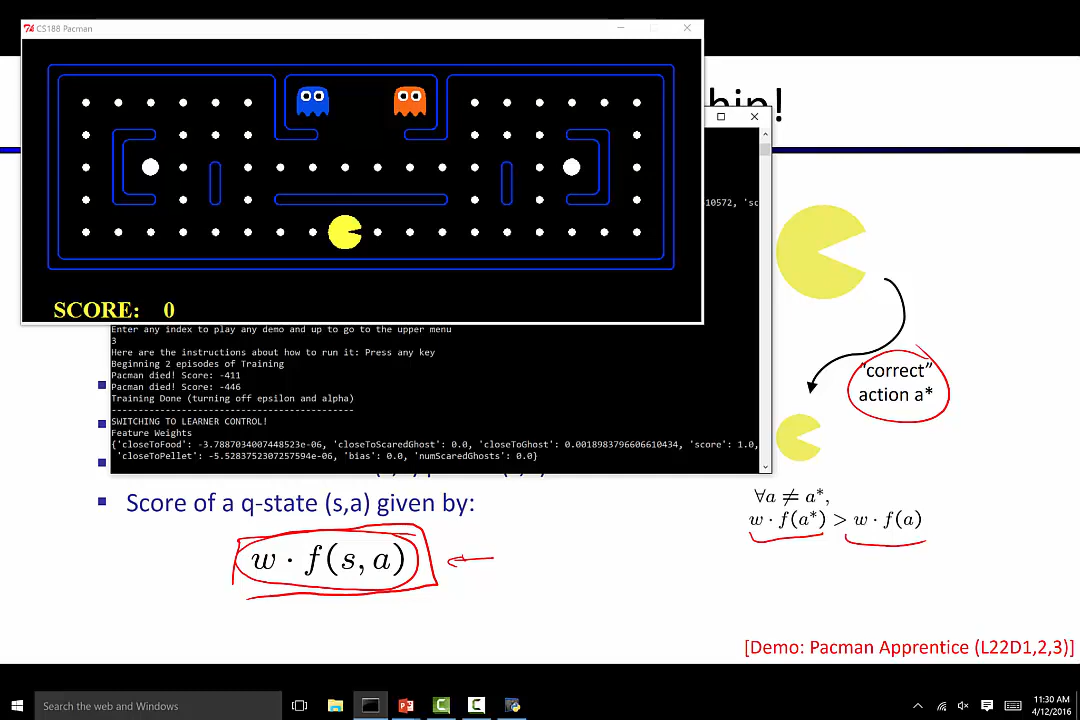 CS188 Pacman
hip!
SCORE: 0
10572, 'sc
Enter any index to play any demo and up to go to the upper menu
3
Here are the instructions about how to run it: Press any key
Beginning 2 episodes of Training
Pacman died! Score: -411
Pacman died! Score: -446
Training Done (turning off epsilon and alpha)
---------------------------------------------------
SWITCHING TO LEARNER CONTROL!
Feature Weights
{'closeToFood': -3.7887034007448523e-06, 'closeToScaredGhost': 0.0, 'closeToGhost': 0.0018983796606610434, 'score': 1.0,
'closeToPellet': -5.5283752307257594e-06, 'bias': 0.0, 'numScaredGhosts': 0.0}
"correct"
action a*
Score of a q-state (s,a) given by:
w · f(s, a)
∀a ≠ a*,
w · f(a*) > w · f(a)
[Demo: Pacman Apprentice (L22D1,2,3)]
Search the web and Windows
11:30 AM
4/12/2016